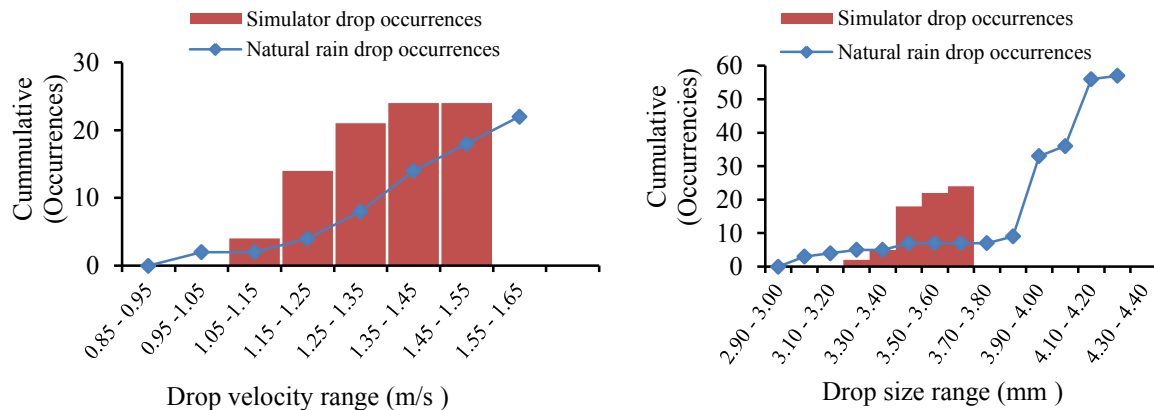 Simulator drop occurrences
Natural rain drop occurrences
Cummulative
(Occurrences)
30
20
10
0
0.85 - 0.95
0.95 -1.05
1.05 -1.15
1.15 -1.25
1.25 -1.35
1.35 -1.45
1.45 -1.55
1.55 - 1.65
Drop velocity range (m/s )
Simulator drop occurrences
Natural rain drop occurrences
Cumulative
(Occurrencies)
60
50
40
30
20
10
0
2.90 - 3.00
3.10 - 3.20
3.30 - 3.40
3.50 - 3.60
3.70 - 3.80
3.90 - 4.00
4.10 - 4.20
4.30 - 4.40
Drop size range (mm )